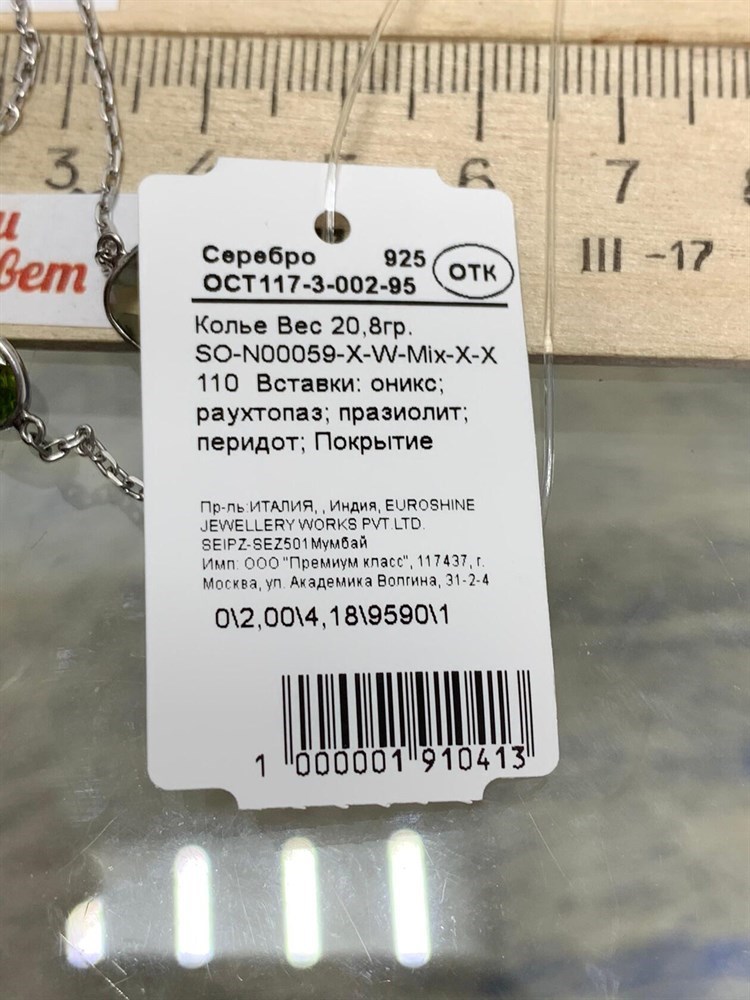 3 4 5 6 7 8
III -17
и
вет
Серебро 925
ОСТ117-3-002-95
ОТК
Колье Вес 20,8гр.
SO-N00059-X-W-Mix-X-X
110 Вставки: оникс;
раухтопаз; празиолит;
перидот; Покрытие
Пр-ль:ИТАЛИЯ, , Индия, EUROSHINE
JEWELLERY WORKS PVT.LTD.
SEIPZ-SEZ501Мумбай
Имп: ООО "Премиум класс", 117437, г.
Москва, ул. Академика Волгина, 31-2-4
0\2,00\4,18\9590\1
1 000001 910413